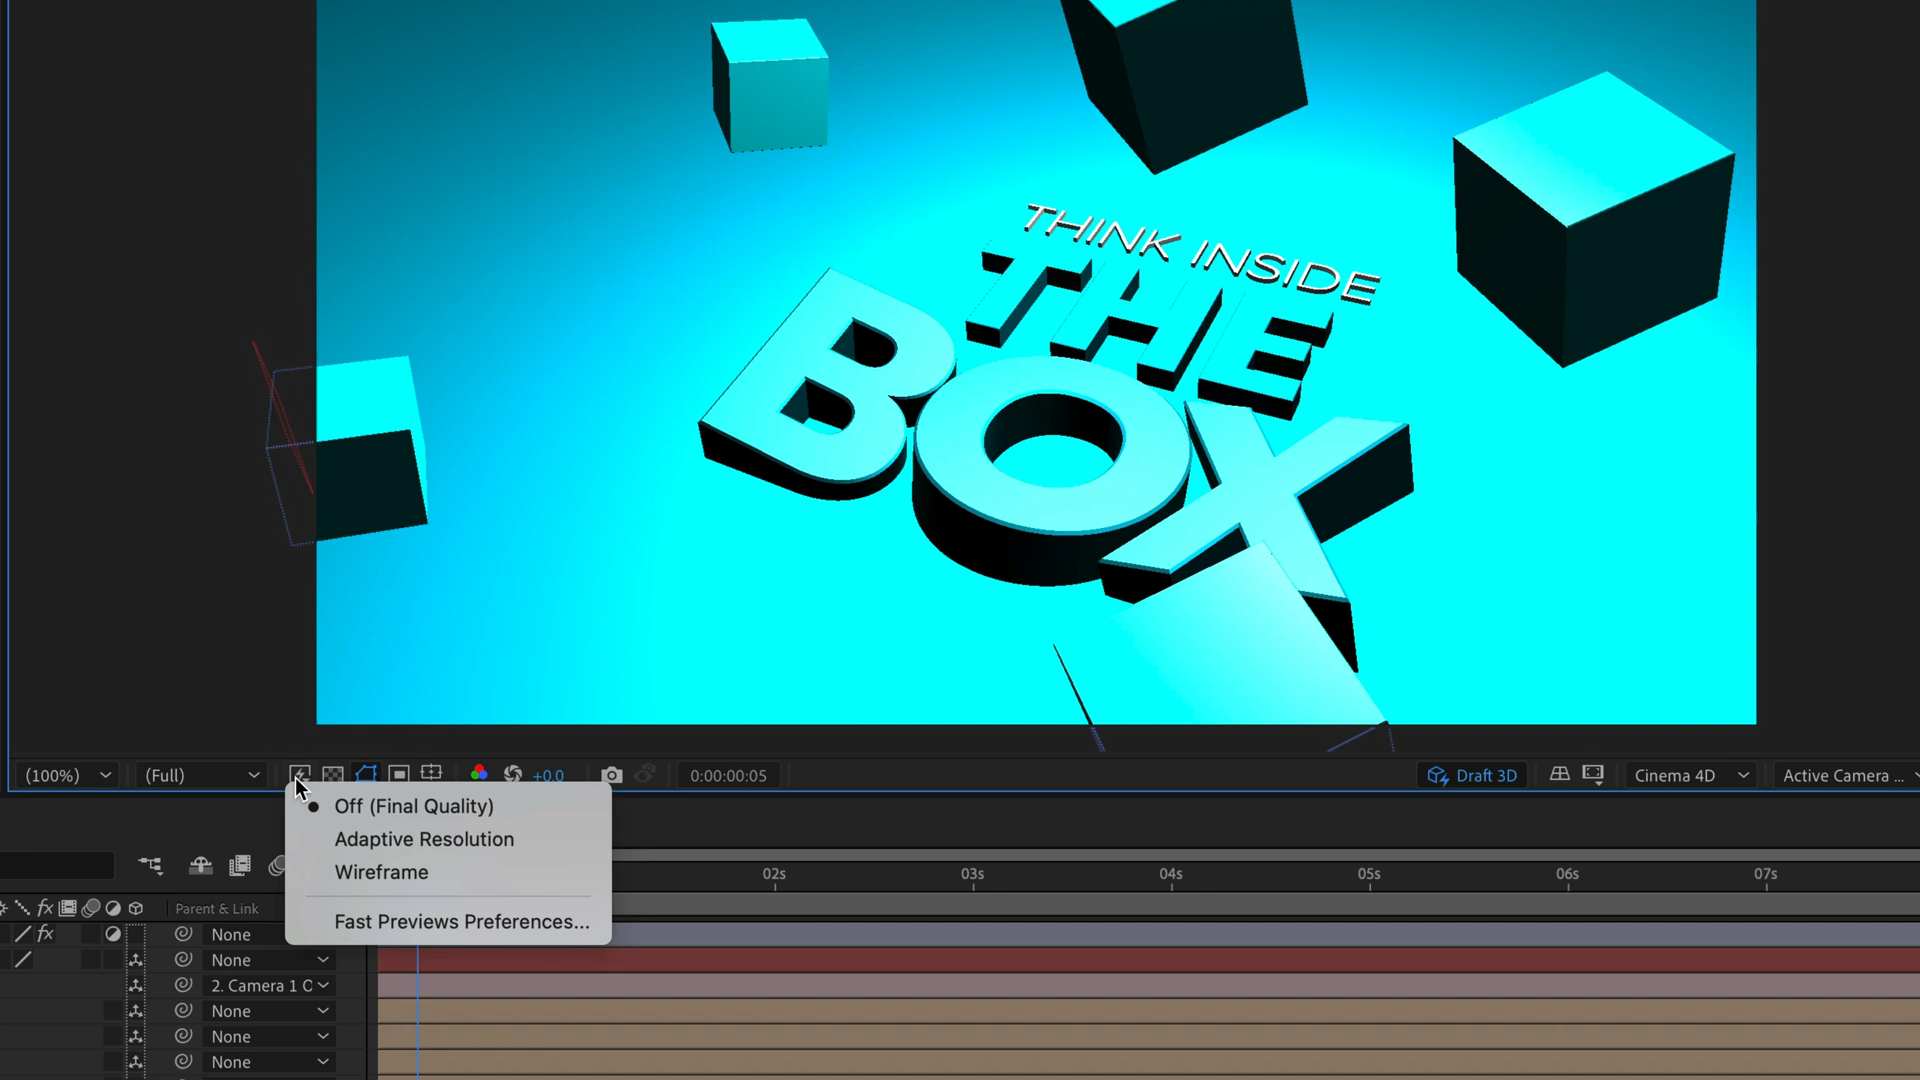 THINK INSIDE
THE
BOX
(100%)
(Full)
+0.0
0:00:00:05
Draft 3D
Cinema 4D
Active Camera ...
Off (Final Quality)
Adaptive Resolution
Wireframe
Fast Previews Preferences...
02s
03s
04s
05s
06s
07s
fx
Parent & Link
fx
None
None
2. Camera 1 C
None
None
None